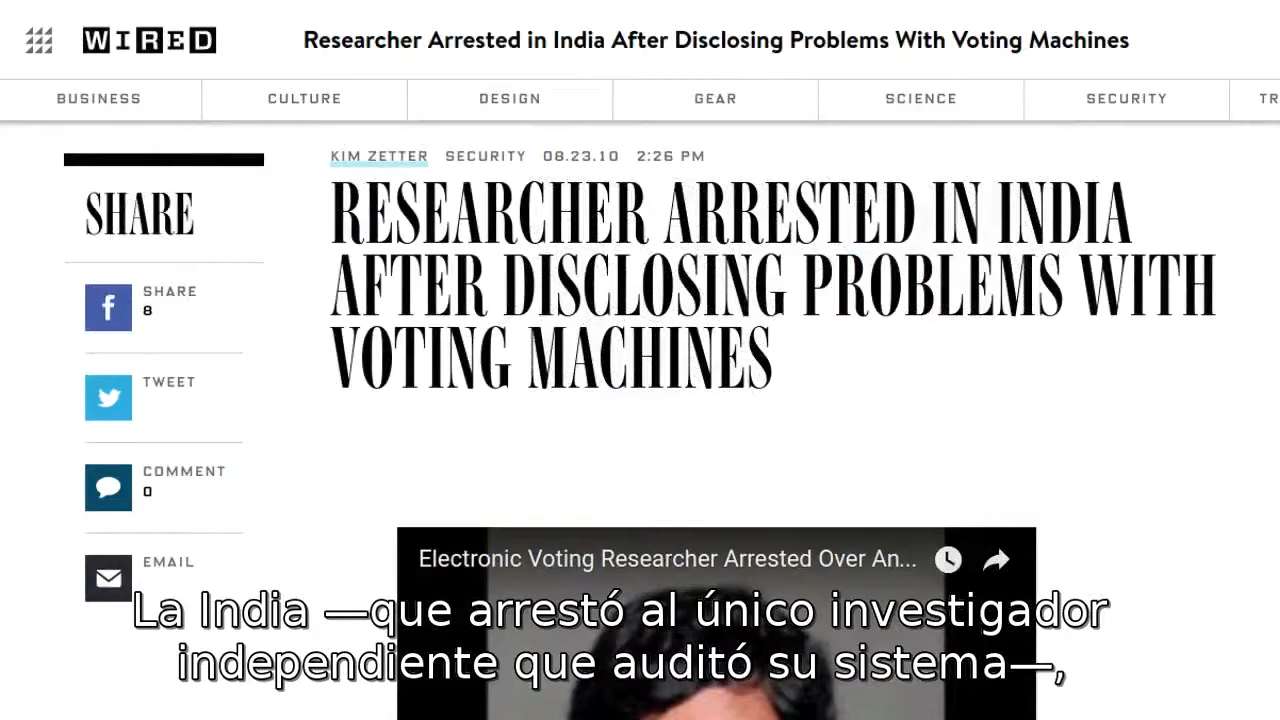 WIRED
Researcher Arrested in India After Disclosing Problems With Voting Machines
BUSINESS
CULTURE
DESIGN
GEAR
SCIENCE
SECURITY
TR
KIM ZETTER SECURITY 08.23.10 2:26 PM
RESEARCHER ARRESTED IN INDIA
AFTER DISCLOSING PROBLEMS WITH
VOTING MACHINES
SHARE
SHARE
8
TWEET
COMMENT
0
EMAIL
Electronic Voting Researcher Arrested Over An...
La India —que arrestó al único investigador
independiente que auditó su sistema—,